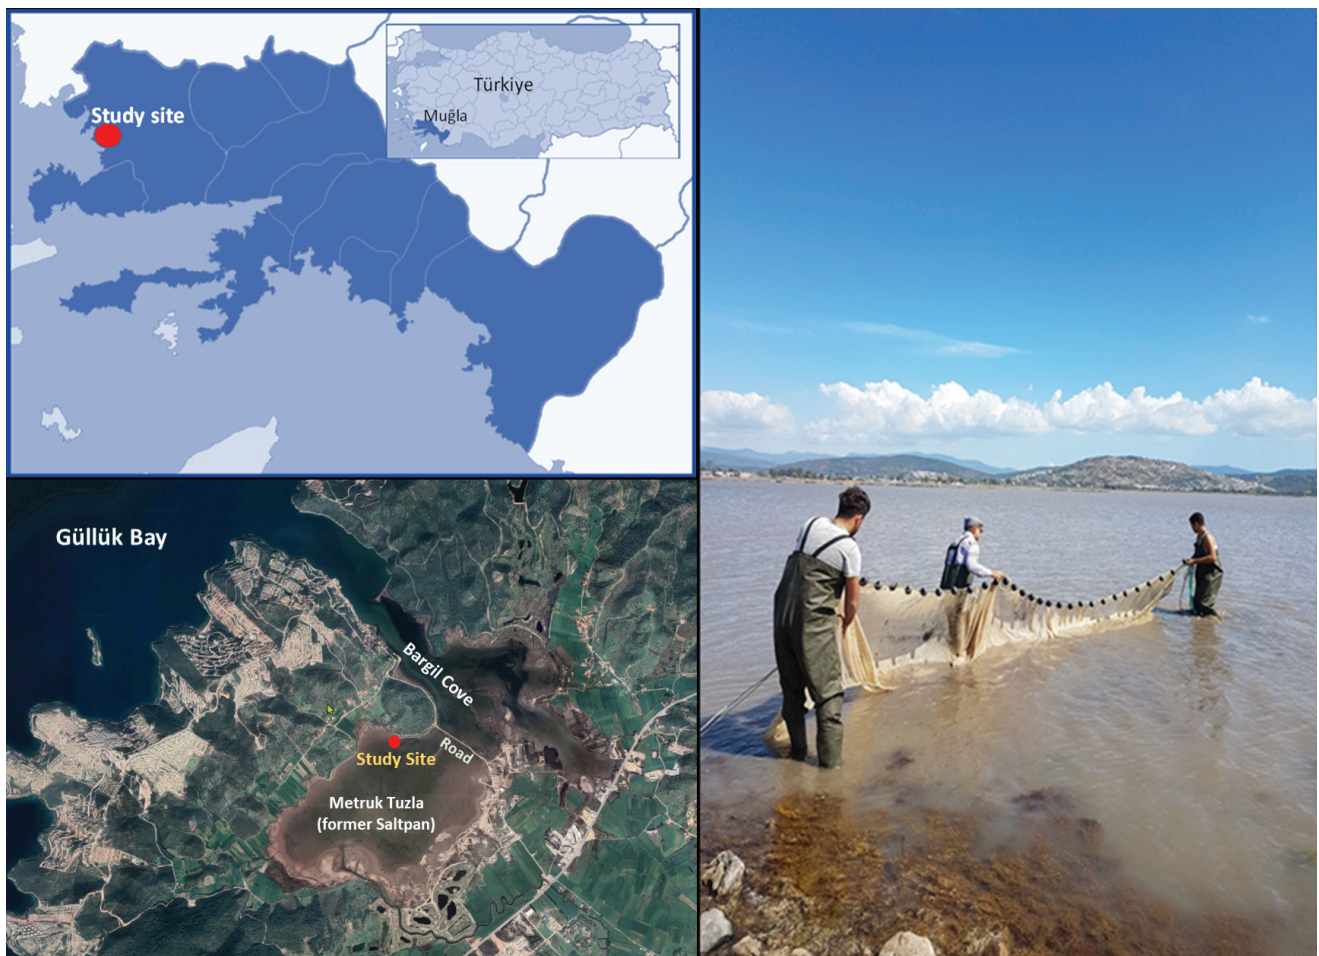 Study site
Türkiye
Muğla
Güllük Bay
Bargil Cove
Road
Study Site
Metruk Tuzla
(former Saltpan)